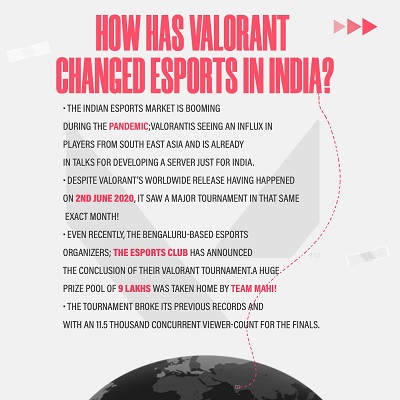 HOW HAS VALORANT
CHANGED ESPORTS IN INDIA?
• THE INDIAN ESPORTS MARKET IS BOOMING
DURING THE PANDEMIC;VALORANTIS SEEING AN INFLUX IN
PLAYERS FROM SOUTH EAST ASIA AND IS ALREADY
IN TALKS FOR DEVELOPING A SERVER JUST FOR INDIA.
• DESPITE VALORANT'S WORLDWIDE RELEASE HAVING HAPPENED
ON 2ND JUNE 2020, IT SAW A MAJOR TOURNAMENT IN THAT SAME
EXACT MONTH!
• EVEN RECENTLY, THE BENGALURU-BASED ESPORTS
ORGANIZERS; THE ESPORTS CLUB HAS ANNOUNCED
THE CONCLUSION OF THEIR VALORANT TOURNAMENT.A HUGE
PRIZE POOL OF 9 LAKHS WAS TAKEN HOME BY TEAM MAHI!
• THE TOURNAMENT BROKE ITS PREVIOUS RECORDS AND
WITH AN 11.5 THOUSAND CONCURRENT VIEWER-COUNT FOR THE FINALS.
TM